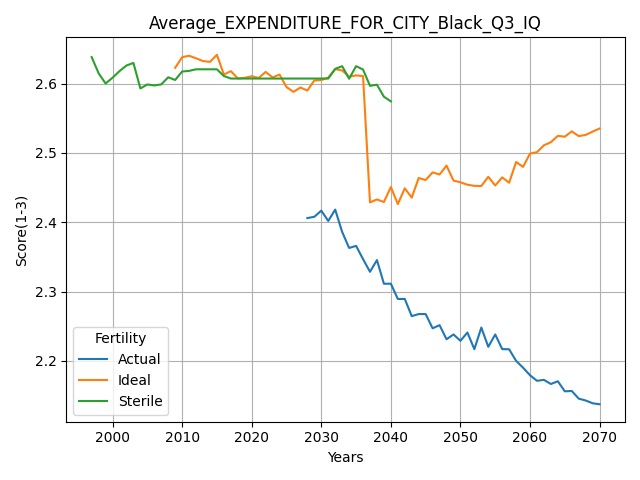 Average_EXPENDITURE_FOR_CITY_Black_Q3_IQ
Score(1-3)
2.6
2.5
2.4
2.3
2.2
Fertility
Actual
Ideal
Sterile
2000 2010 2020 2030 2040 2050 2060 2070
Years